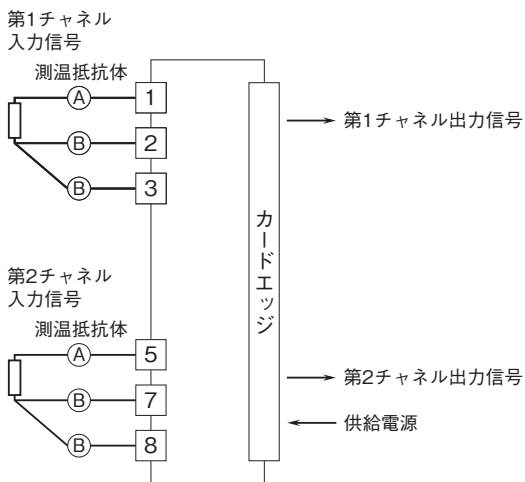 第1チャネル
入力信号
測温抵抗体
A
1
B
2
B
3
第1チャネル出力信号
カードエッジ
第2チャネル
入力信号
測温抵抗体
A
5
B
7
B
8
第2チャネル出力信号
供給電源